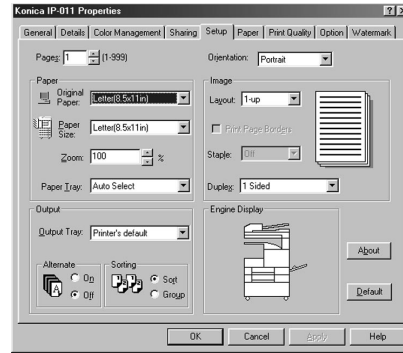 Konica IP-011 Properties
General Details Color Management Sharing Setup Paper Print Quality Option Watermark
Pages: 1 (1-999)
Orientation: Portrait
Paper
Original Paper: Letter(8.5x11in)
Paper Size: Letter(8.5x11in)
Zoom: 100 %
Paper Tray: Auto Select
Image
Layout: 1-up
Print Page Borders
Staple: Off
Duplex: 1 Sided
Output
Output Tray: Printer's default
Alternate
On
Off
Sorting
Sort
Group
Engine Display
About
Default
OK Cancel Apply Help